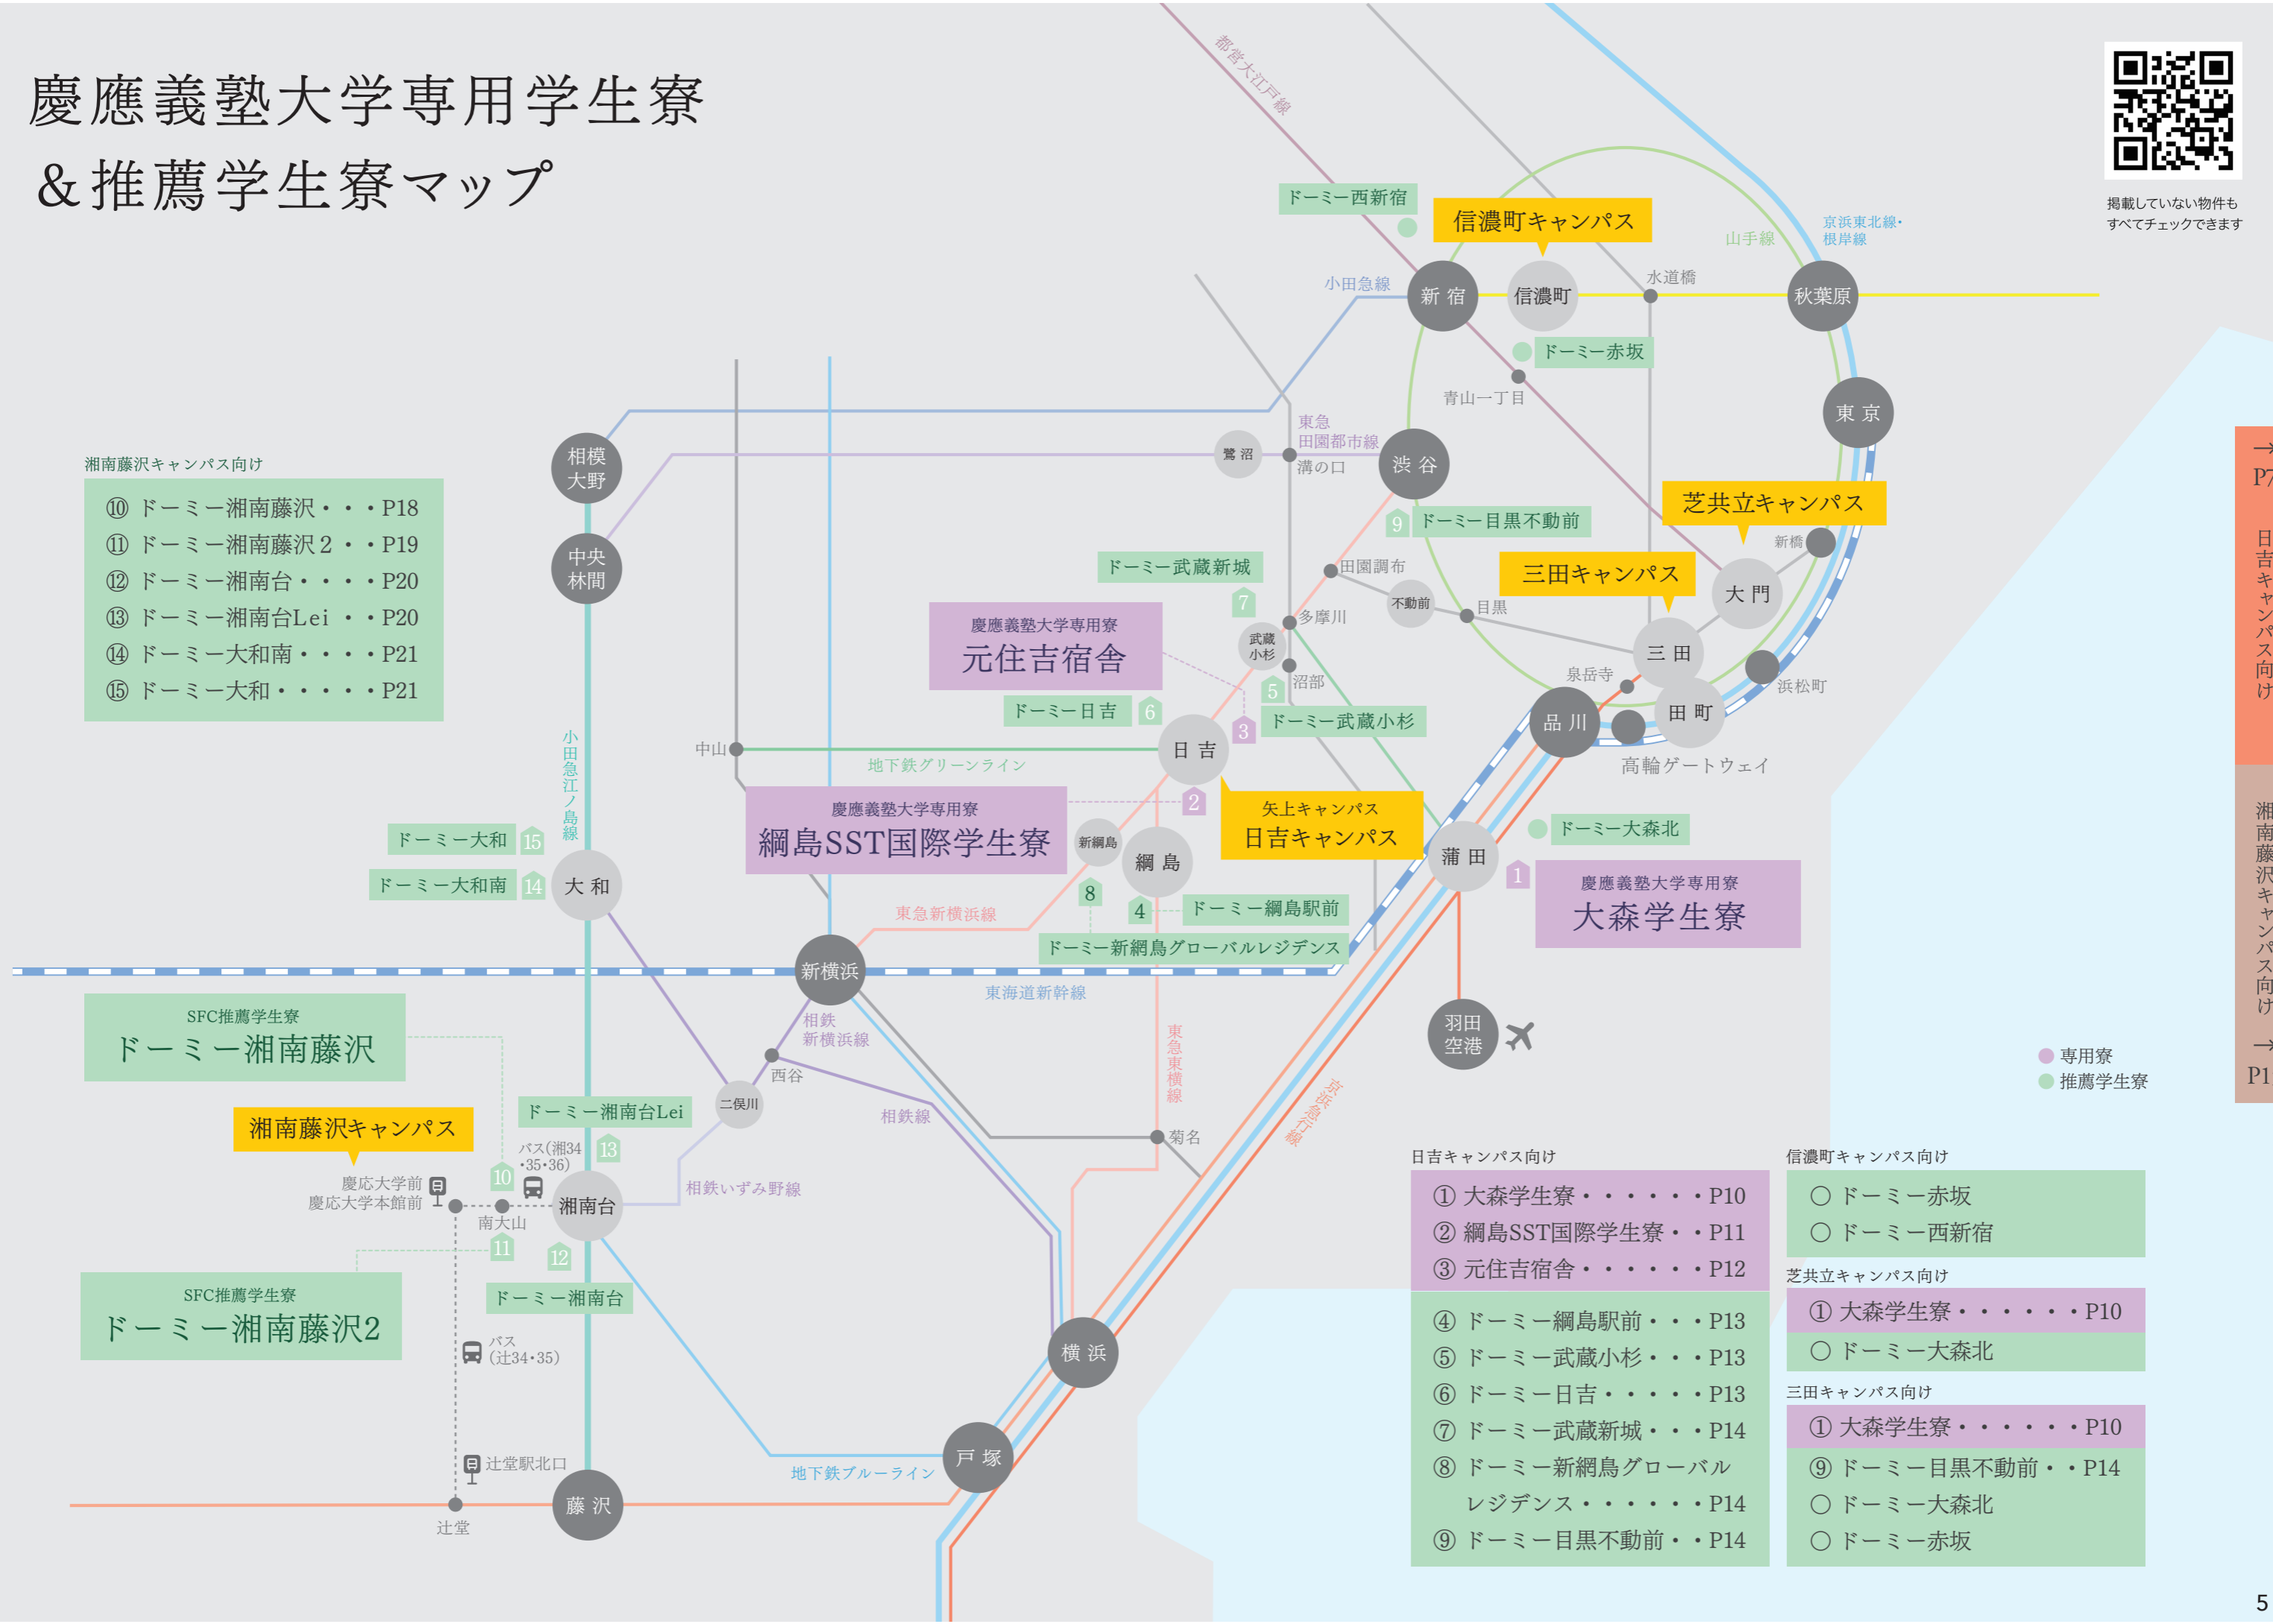 慶應義塾大学専用学生寮
&推薦学生寮マップ
掲載していない物件も
すべてチェックできます
都営大江戸線
ドーミー西新宿
信濃町キャンパス
山手線
京浜東北線・
根岸線
小田急線
新宿
信濃町
水道橋
秋葉原
ドーミー赤坂
青山一丁目
東京
東急
田園都市線
鷺沼
溝の口
渋谷
相模
大野
中央
林間
湘南藤沢キャンパス向け
⑩ ドーミー湘南藤沢・・・P18
⑪ ドーミー湘南藤沢2・・P19
⑫ ドーミー湘南台・・・・P20
⑬ ドーミー湘南台Lei・・P20
⑭ ドーミー大和南・・・・P21
⑮ ドーミー大和・・・・・P21
芝共立キャンパス
9 ドーミー目黒不動前
新橋
ドーミー武蔵新城
7
田園調布
三田キャンパス
大門
不動前
目黒
慶應義塾大学専用寮
元住吉宿舎
多摩川
武蔵
小杉
三田
沼部
泉岳寺
浜松町
5
ドーミー日吉 6
3
ドーミー武蔵小杉
品川
田町
高輪ゲートウェイ
中山
日吉
地下鉄グリーンライン
小田急江ノ島線
慶應義塾大学専用寮
綱島SST国際学生寮
2
矢上キャンパス
日吉キャンパス
新綱島
綱島
蒲田
ドーミー大森北
1
慶應義塾大学専用寮
大森学生寮
ドーミー大和 15
ドーミー大和南 14
大和
8
4
ドーミー綱島駅前
東急新横浜線
ドーミー新網島グローバルレジデンス
新横浜
東海道新幹線
羽田
空港
SFC推薦学生寮
ドーミー湘南藤沢
相鉄
新横浜線
西谷
東急東横線
京浜急行線
二俣川
相鉄線
菊名
専用寮
推薦学生寮
ドーミー湘南台Lei
湘南藤沢キャンパス
バス(湘34
・35・36)
13
10
慶応大学前
慶応大学本館前
南大山
湘南台
相鉄いずみ野線
11
12
SFC推薦学生寮
ドーミー湘南藤沢2
ドーミー湘南台
バス
(辻34・35)
横浜
戸塚
地下鉄ブルーライン
辻堂駅北口
藤沢
辻堂
日吉キャンパス向け
① 大森学生寮・・・・・・P10
② 綱島SST国際学生寮・・P11
③ 元住吉宿舎・・・・・・P12
④ ドーミー綱島駅前・・・P13
⑤ ドーミー武蔵小杉・・・P13
⑥ ドーミー日吉・・・・・P13
⑦ ドーミー武蔵新城・・・P14
⑧ ドーミー新網島グローバル
レジデンス・・・・・・P14
⑨ ドーミー目黒不動前・・P14
信濃町キャンパス向け
○ ドーミー赤坂
○ ドーミー西新宿
芝共立キャンパス向け
① 大森学生寮・・・・・・P10
○ ドーミー大森北
三田キャンパス向け
① 大森学生寮・・・・・・P10
⑨ ドーミー目黒不動前・・P14
○ ドーミー大森北
○ ドーミー赤坂
→
P7
日吉キャンパス向け
湘南藤沢キャンパス向け
→
5